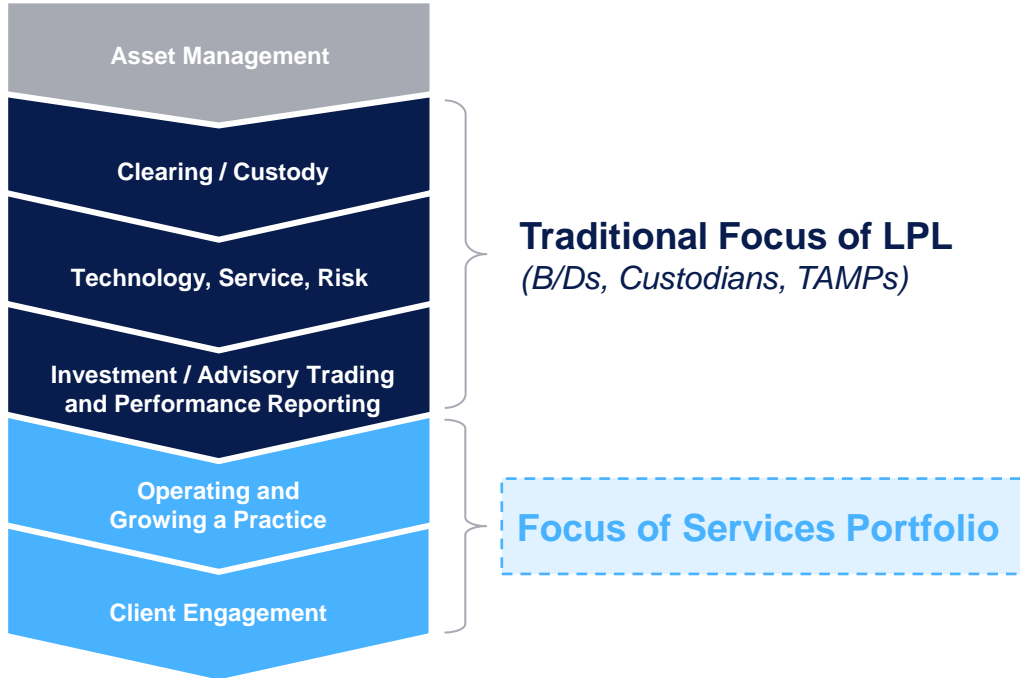 Asset Management
Clearing / Custody
Technology, Service, Risk
Investment / Advisory Trading
and Performance Reporting
Operating and
Growing a Practice
Client Engagement
Traditional Focus of LPL
(B/Ds, Custodians, TAMPs)
Focus of Services Portfolio